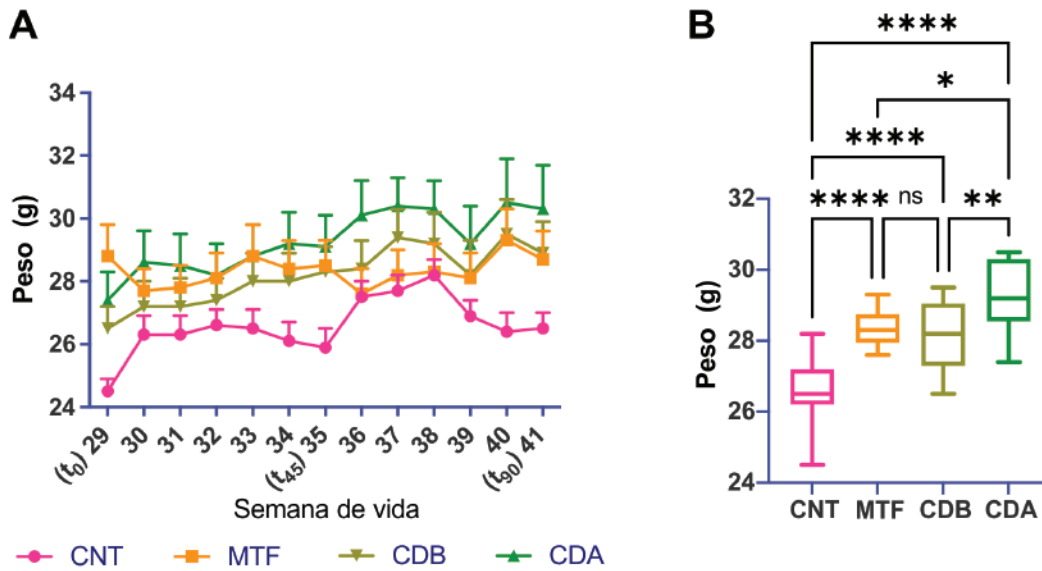 A
Peso (g)
34
32
30
28
26
24
(t₀) 29
30
31
32
33
34
(t₄₅) 35
36
37
38
39
40
(t₉₀) 41
Semana de vida
CNT MTF CDB CDA
B
****
*
****
**** ns **
Peso (g)
32
30
28
26
24
CNT MTF CDB CDA